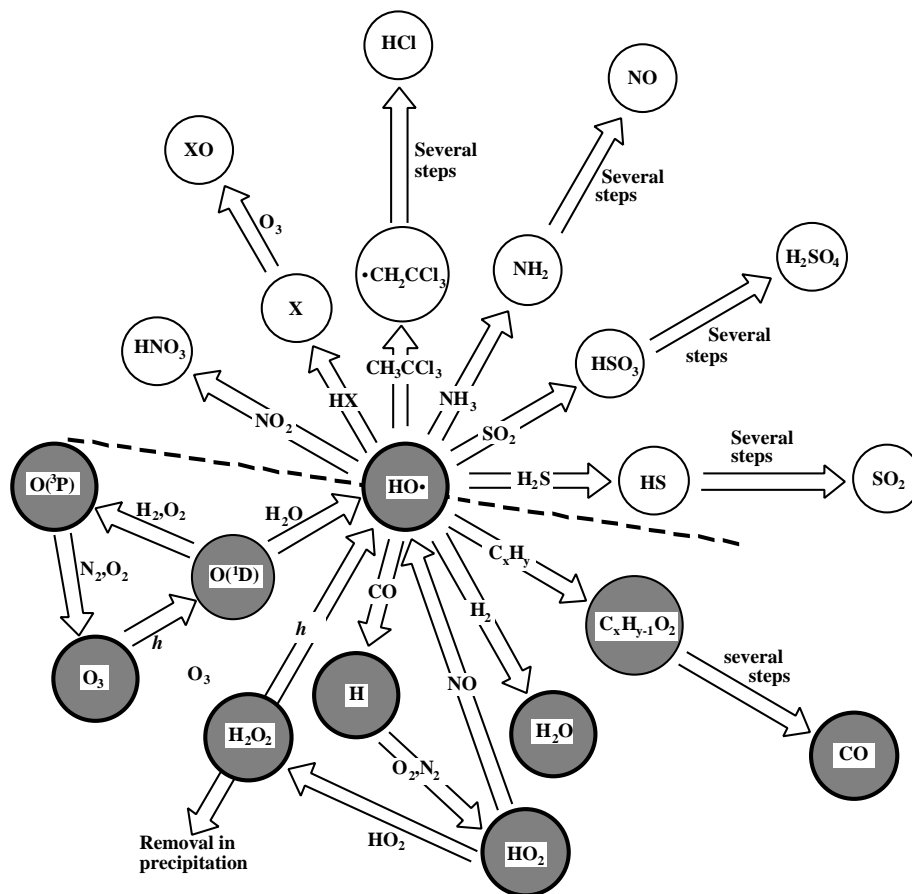 HCl
NO
XO
Several
steps
O₃
Several
steps
H₂SO₄
•CH₂CCl₃
NH₂
X
HNO₃
Several
steps
CH₃CCl₃
HSO₃
HX
NH₃
NO₂
SO₂
Several
steps
O(³P)
HO•
H₂S
HS
SO₂
H₂,O₂
H₂O
CₓHᵧ
N₂,O₂
O(¹D)
CO
H₂
h
h
CₓHᵧ₋₁O₂
O₃
O₃
H
NO
several
steps
H₂O₂
H₂O
CO
O₂,N₂
Removal in
precipitation
HO₂
HO₂